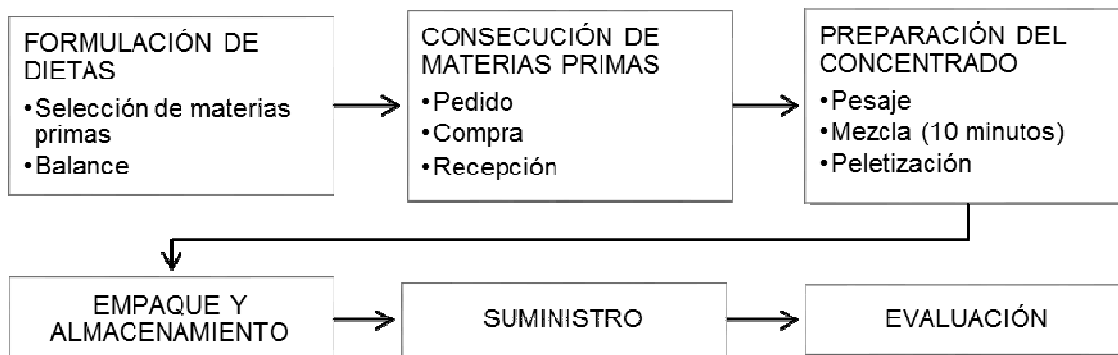 FORMULACIÓN DE
DIETAS
•Selección de materias
primas
•Balance
CONSECUCIÓN DE
MATERIAS PRIMAS
•Pedido
•Compra
•Recepción
PREPARACIÓN DEL
CONCENTRADO
•Pesaje
•Mezcla (10 minutos)
•Peletización
EMPAQUE Y
ALMACENAMIENTO
SUMINISTRO
EVALUACIÓN